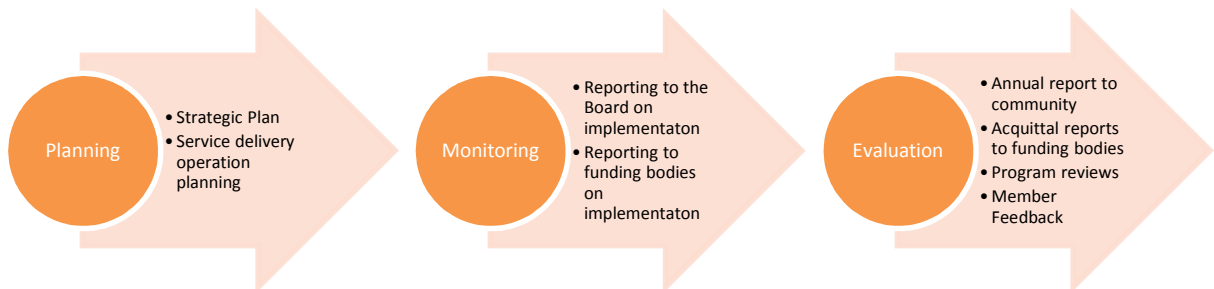 Planning
• Strategic Plan
• Service delivery
operation
planning
Monitoring
• Reporting to the
Board on
implementaton
• Reporting to
funding bodies
on
implementaton
Evaluation
• Annual report to
community
• Acquittal reports
to funding bodies
• Program reviews
• Member
Feedback